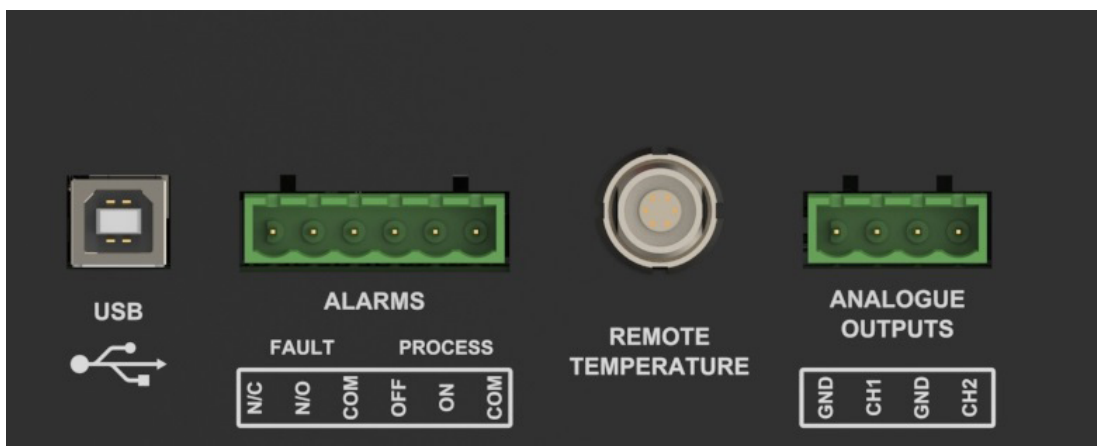 USB
ALARMS
FAULT PROCESS
N/C N/O COM OFF ON COM
REMOTE
TEMPERATURE
ANALOGUE
OUTPUTS
GND CH1 GND CH2